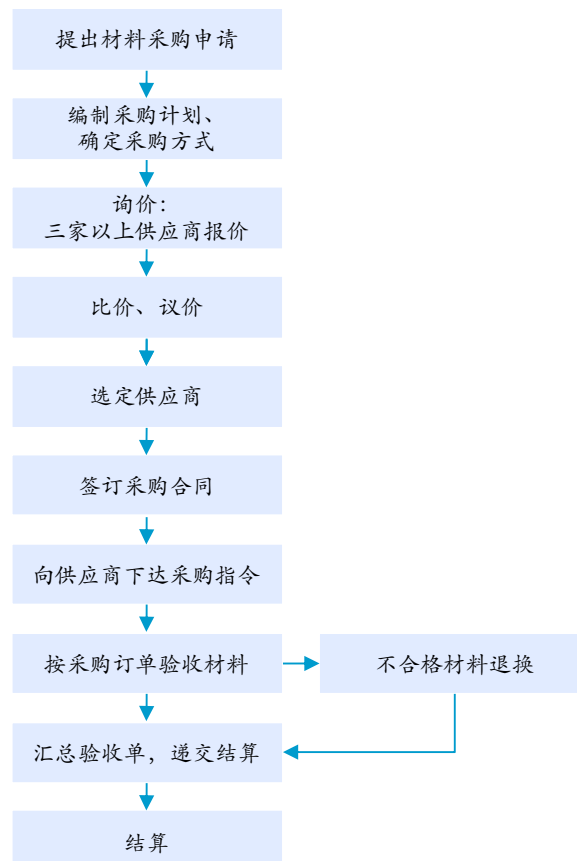 提出材料采购申请
编制采购计划、
确定采购方式
询价：
三家以上供应商报价
比价、议价
选定供应商
签订采购合同
向供应商下达采购指令
按采购订单验收材料
不合格材料退换
汇总验收单，递交结算
结算